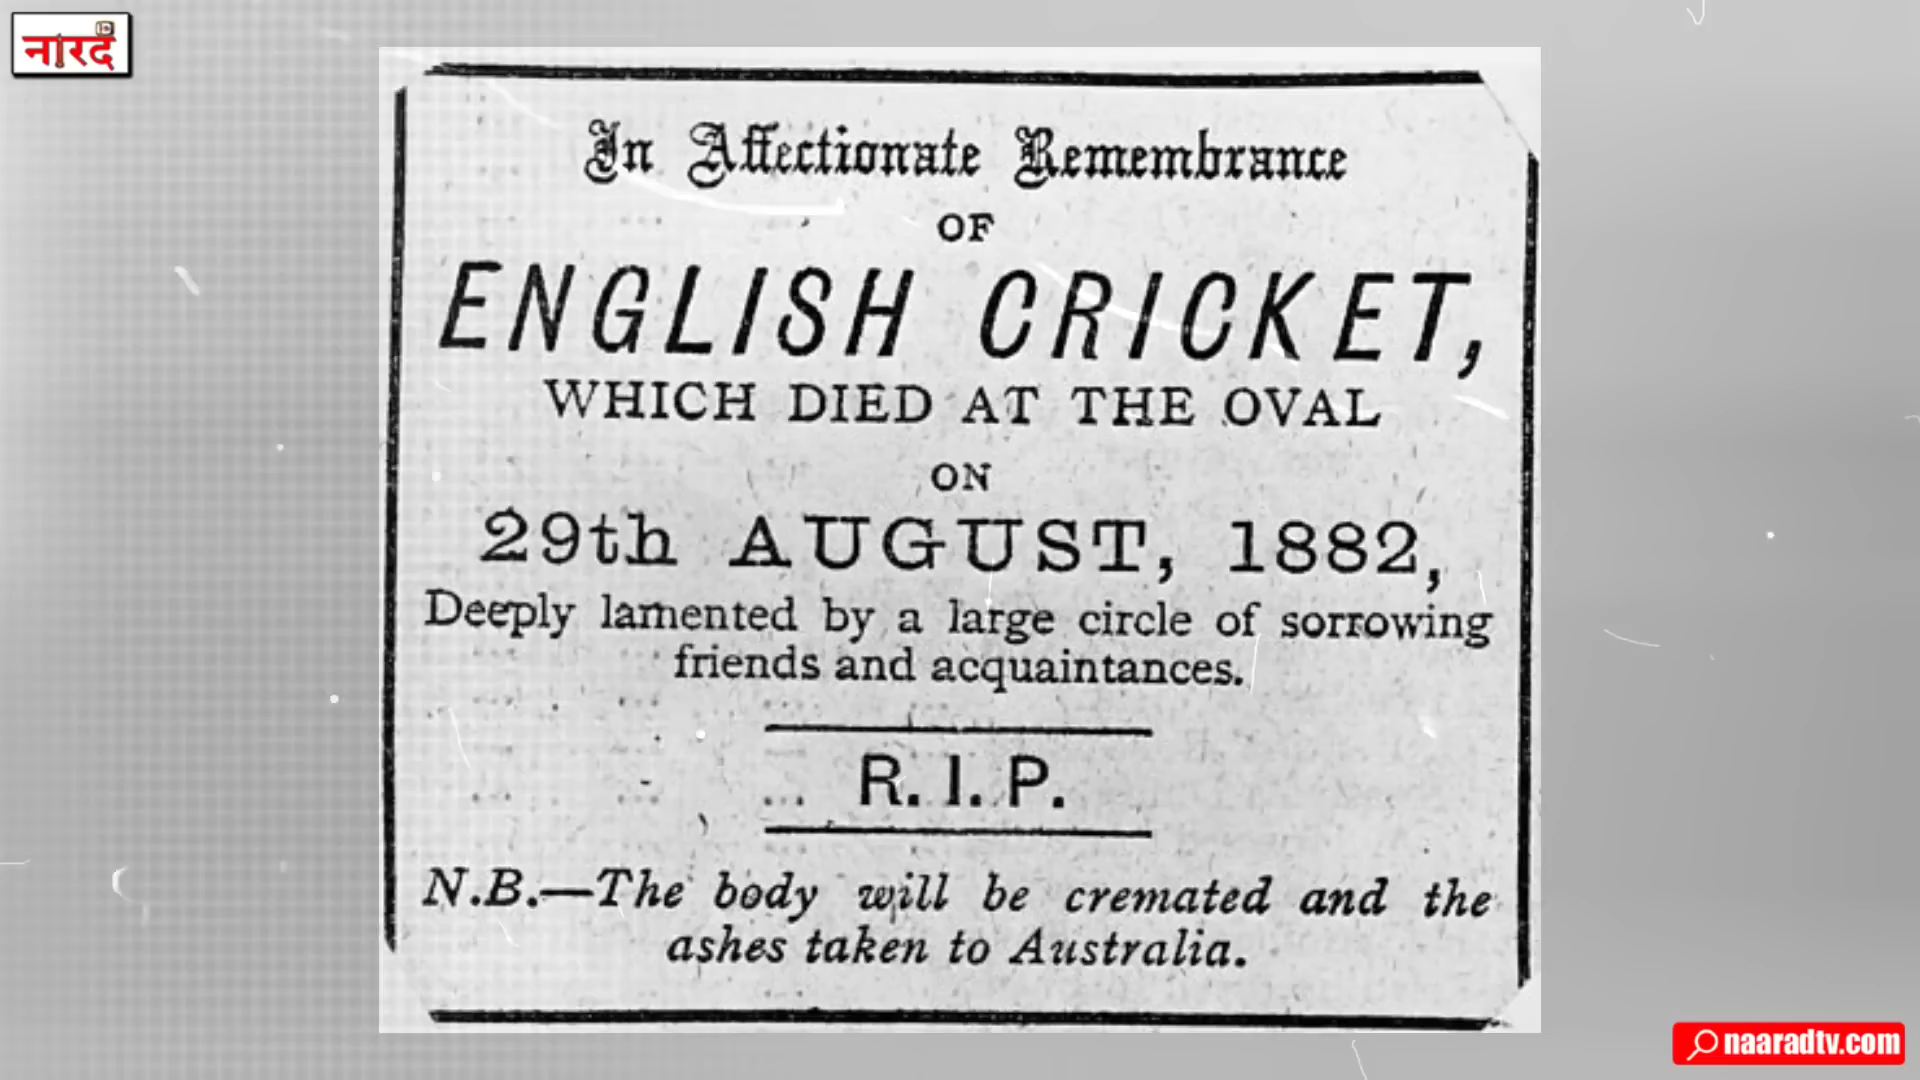 नारद
In Affectionate Remembrance
OF
ENGLISH CRICKET,
WHICH DIED AT THE OVAL
ON
29th AUGUST, 1882,
Deeply lamented by a large circle of sorrowing
friends and acquaintances.
R. I. P.
N.B.—The body will be cremated and the
ashes taken to Australia.
naaradtv.com